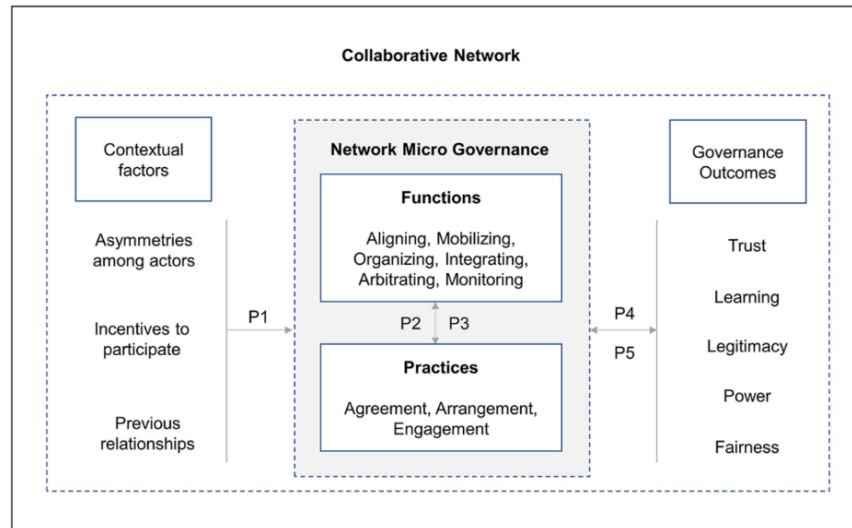 Collaborative Network
Contextual
factors
Asymmetries
among actors
Incentives to
participate
Previous
relationships
P1
Network Micro Governance
Functions
Aligning, Mobilizing,
Organizing, Integrating,
Arbitrating, Monitoring
P2 P3
Practices
Agreement, Arrangement,
Engagement
P4
P5
Governance
Outcomes
Trust
Learning
Legitimacy
Power
Fairness